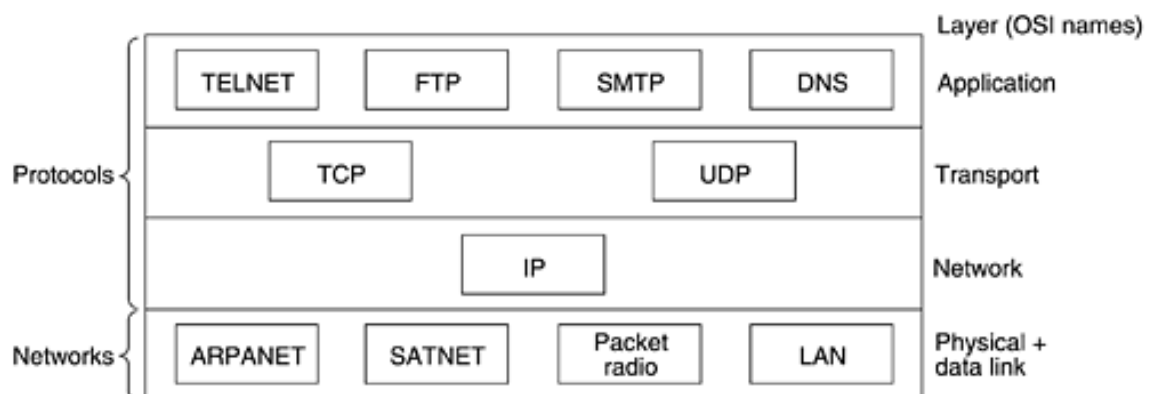 Layer (OSI names)
TELNET FTP SMTP DNS Application
Protocols TCP UDP Transport
IP Network
Networks ARPANET SATNET Packet radio LAN Physical + data link